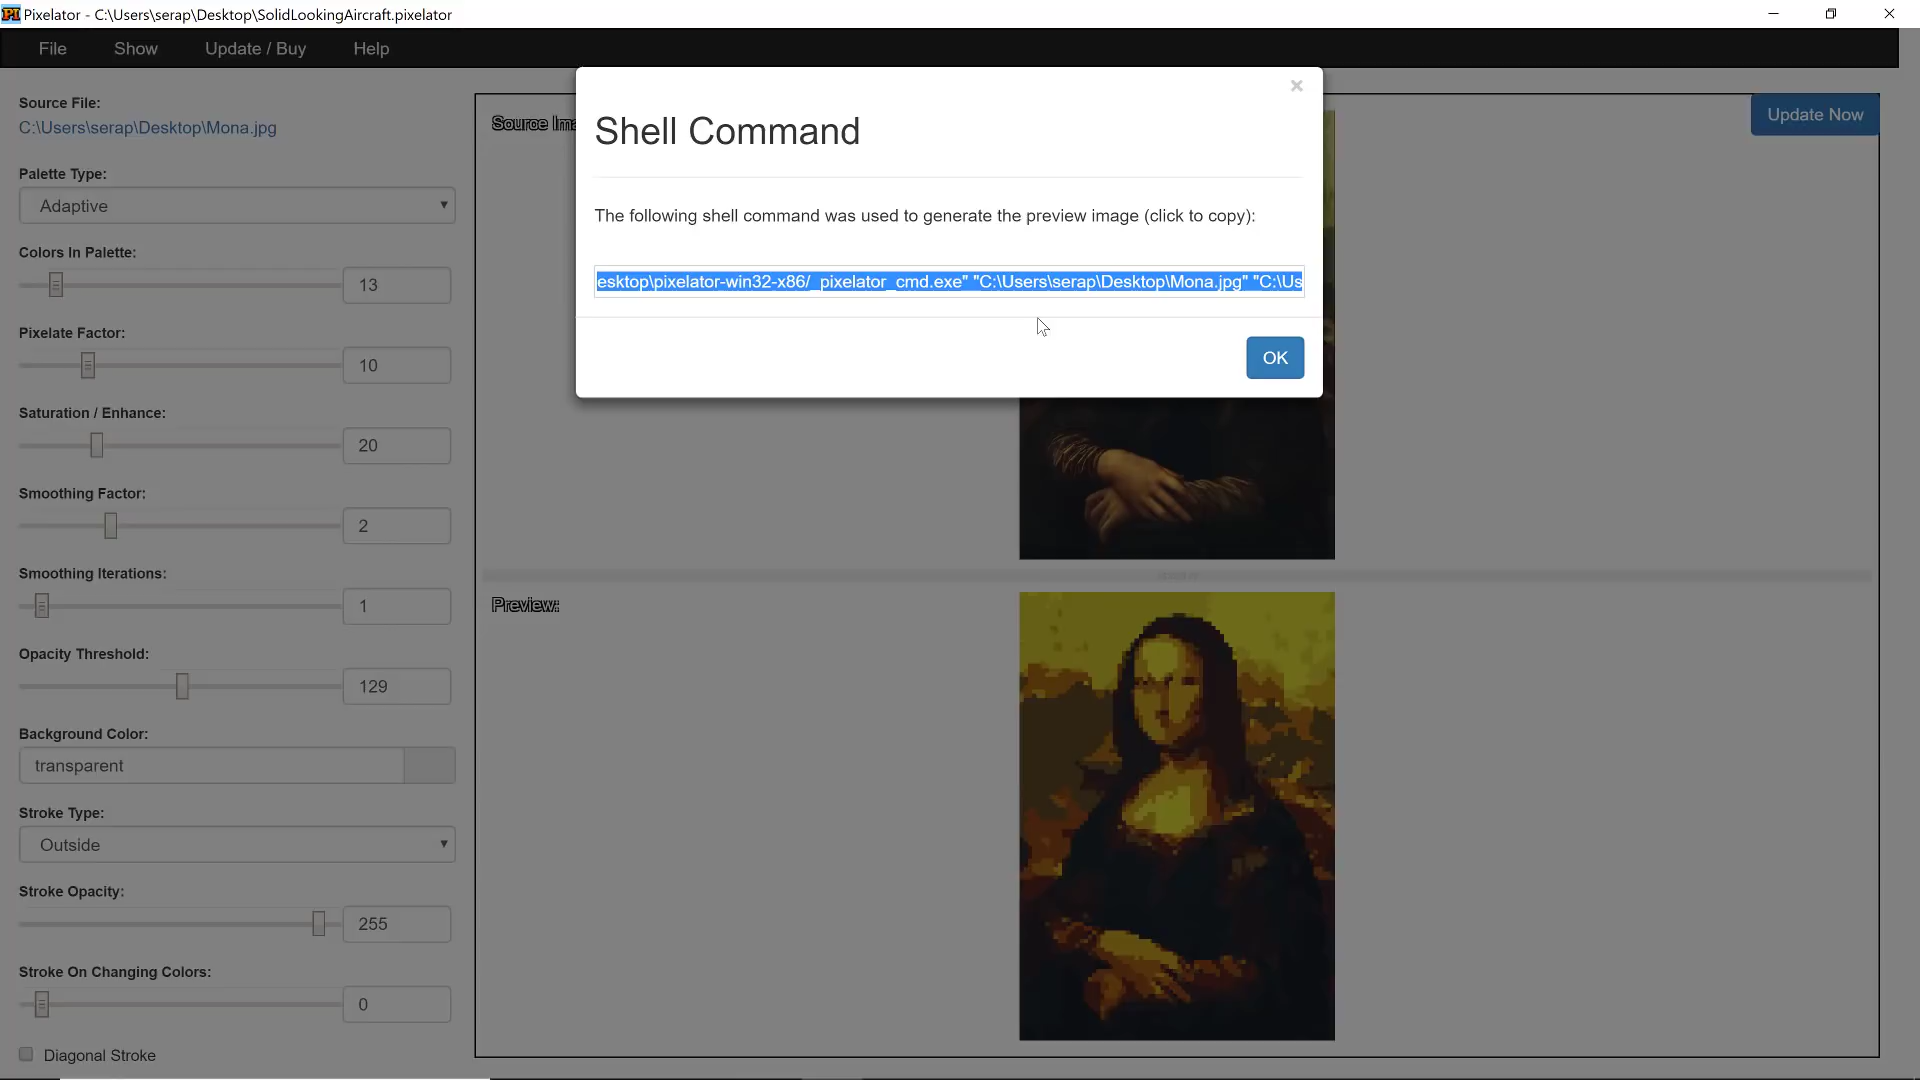 Pixelator - C:\Users\serap\Desktop\SolidLookingAircraft.pixelator
File Show Update / Buy Help
Source File:
C:\Users\serap\Desktop\Mona.jpg
Palette Type:
Adaptive
Colors In Palette:
13
Pixelate Factor:
10
Saturation / Enhance:
20
Smoothing Factor:
2
Smoothing Iterations:
1
Opacity Threshold:
129
Background Color:
transparent
Stroke Type:
Outside
Stroke Opacity:
255
Stroke On Changing Colors:
0
Diagonal Stroke
Source Ima
Update Now
×
Shell Command
The following shell command was used to generate the preview image (click to copy):
esktop\pixelator-win32-x86/_pixelator_cmd.exe" "C:\Users\serap\Desktop\Mona.jpg" "C:\Us
OK
Preview: